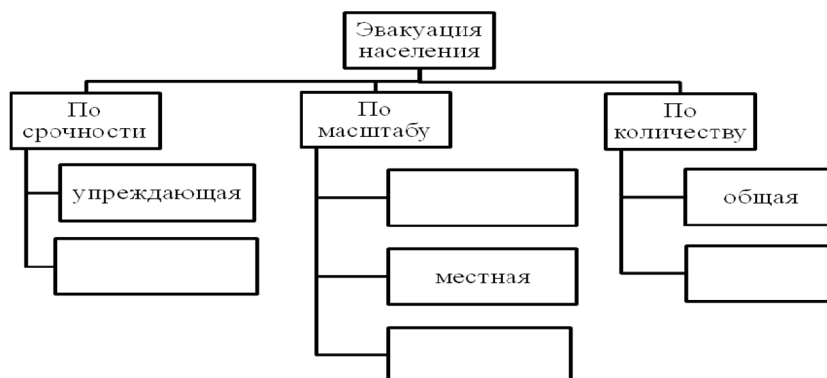 Эвакуация
населения
По
срочности
По
масштабу
По
количеству
упреждающая
общая
местная